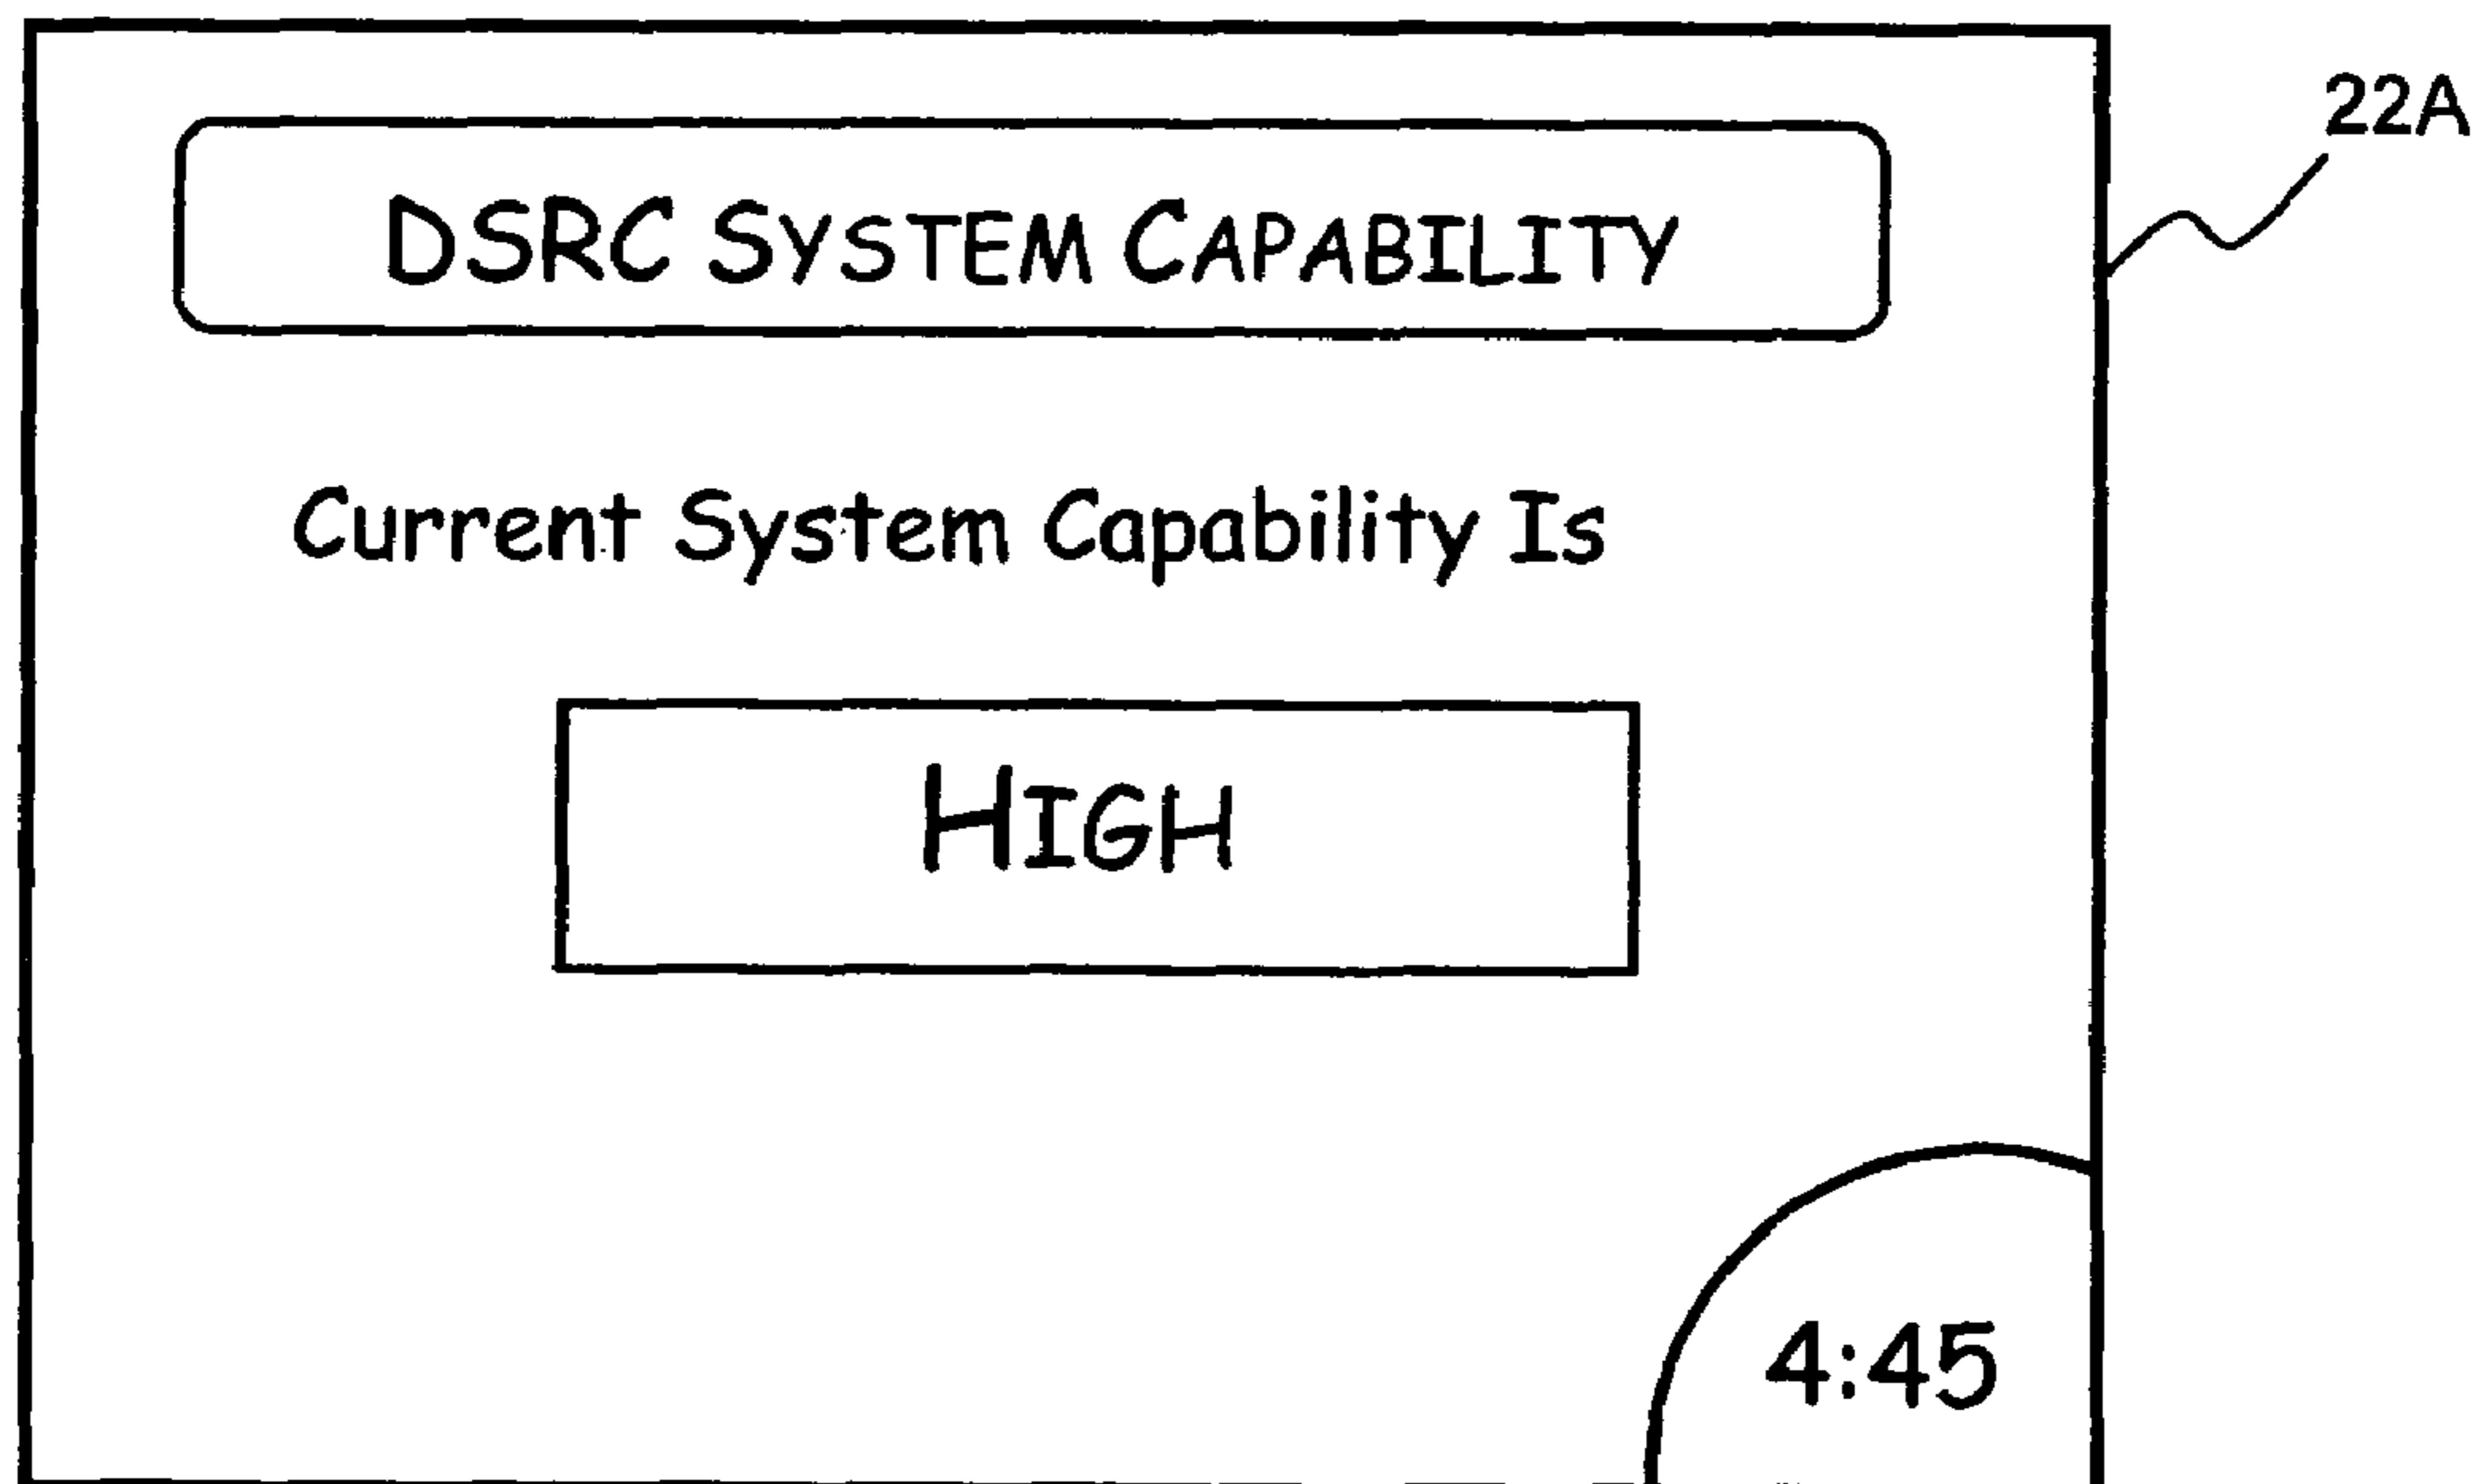 22A
DSRC SYSTEM CAPABILITY
Current System Capability Is
HIGH
4:45